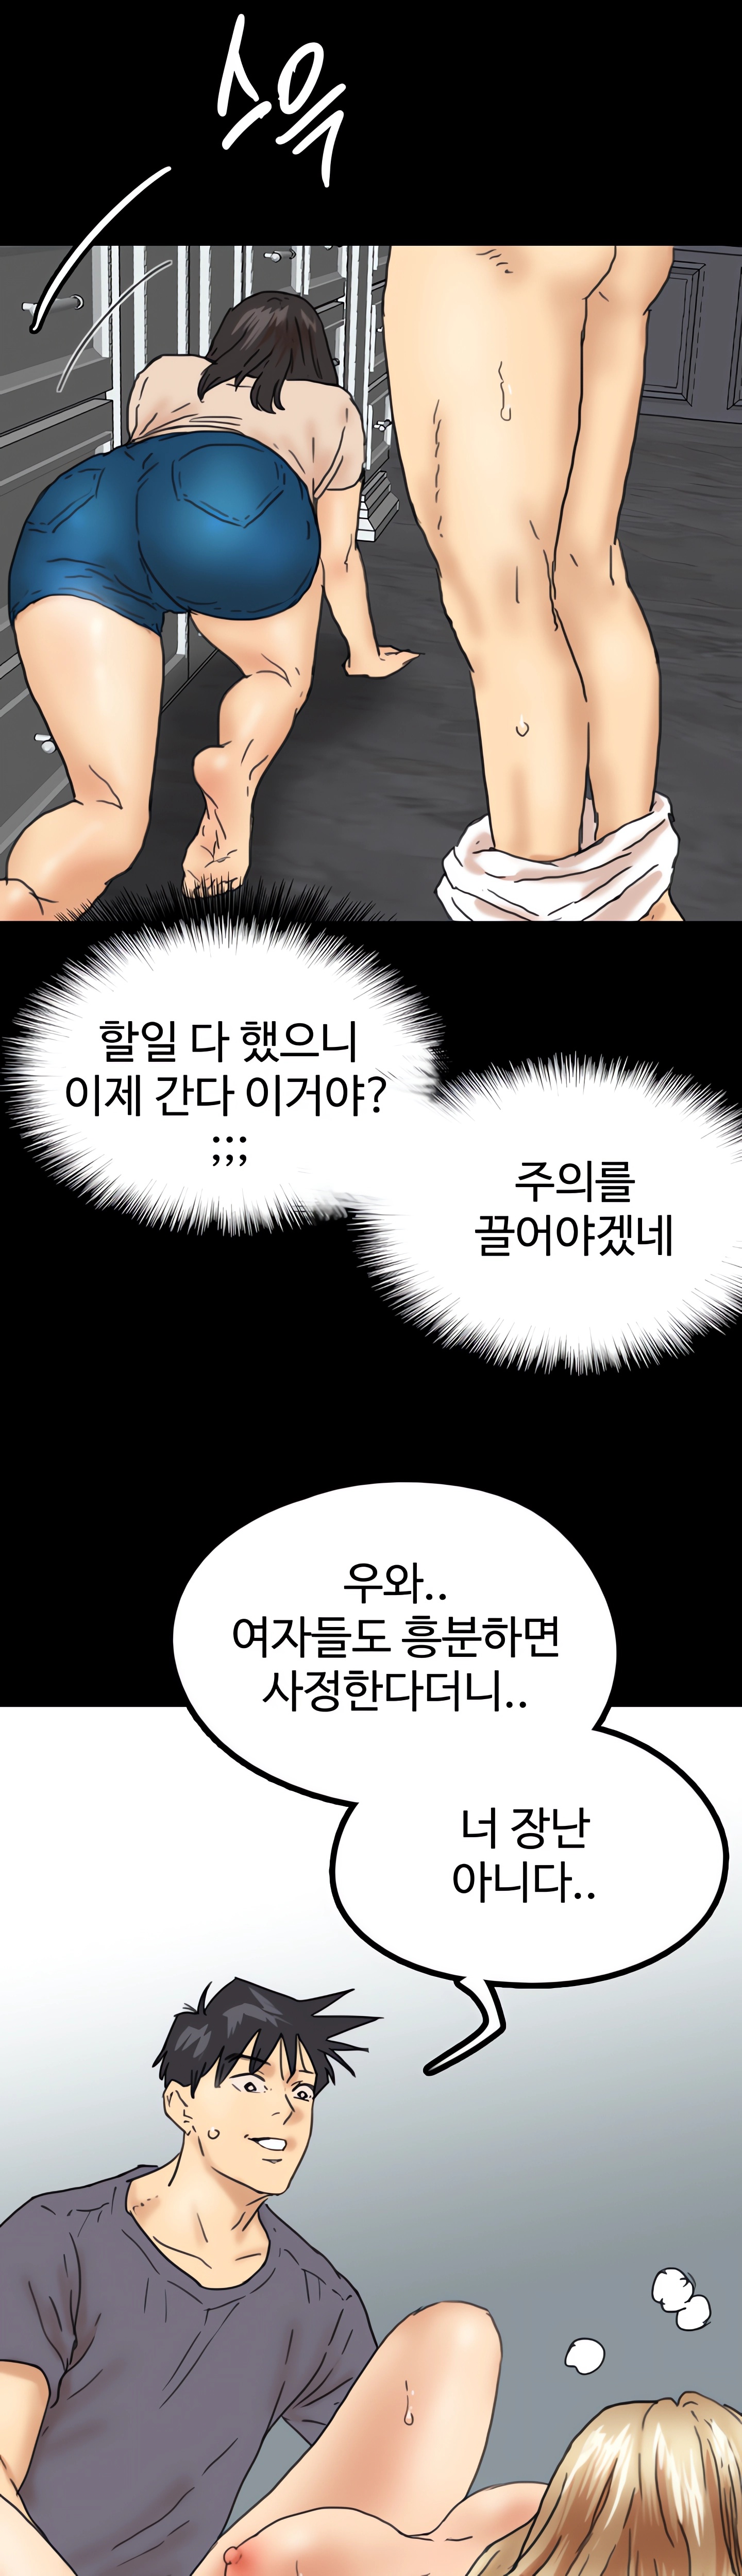 스윽
할일 다 했으니
이제 간다 이거야?
;;;
주의를
끌어야겠네
우와..
여자들도 흥분하면
사정한다더니..
너 장난
아니다..